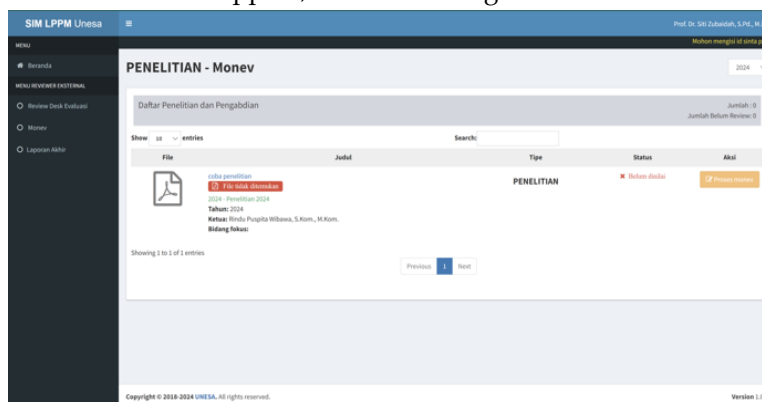 SIM LPPM Unesa
Prof. Dr. Siti Zubaidah, S.Pd., M.
Mohon mengisi id sinta p
MENU
Beranda
MENU REVIEWER EKSTERNAL
Review Desk Evaluasi
Monev
Laporan Akhir
PENELITIAN - Monev
2024
Daftar Penelitian dan Pengabdian
Jumlah : 0
Jumlah Belum Review: 0
Show 10 entries
Search:
File Judul Tipe Status Aksi
coba penelitian
File tidak ditemukan
2024 - Penelitian 2024
Tahun: 2024
Ketua: Rindu Puspita Wibawa, S.Kom., M.Kom.
Bidang fokus:
PENELITIAN
Belum dinilai
Proses monev
Showing 1 to 1 of 1 entries
Previous 1 Next
Copyright © 2018-2024 UNESA. All rights reserved.
Version 1.